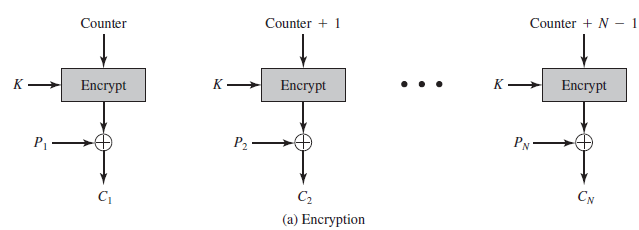 Counter Counter + 1 Counter + N − 1
K Encrypt K Encrypt • • • K Encrypt
P1 P2 PN
C1 C2 CN
(a) Encryption